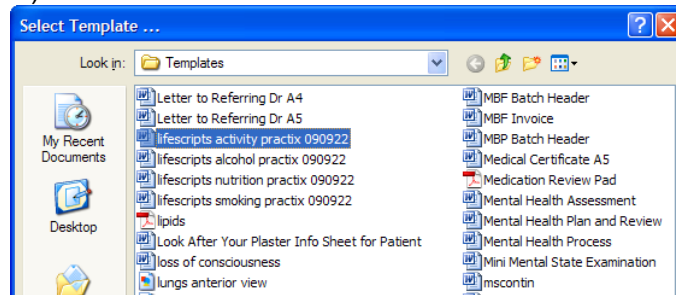 Select Template ...
Look in:
Templates
My Recent
Documents
Desktop
Letter to Referring Dr A4
Letter to Referring Dr A5
lifescripts activity practix 090922
lifescripts alcohol practix 090922
lifescripts nutrition practix 090922
lifescripts smoking practix 090922
lipids
Look After Your Plaster Info Sheet for Patient
loss of consciousness
lungs anterior view
MBF Batch Header
MBF Invoice
MBP Batch Header
Medical Certificate A5
Medication Review Pad
Mental Health Assessment
Mental Health Plan and Review
Mental Health Process
Mini Mental State Examination
mscontin